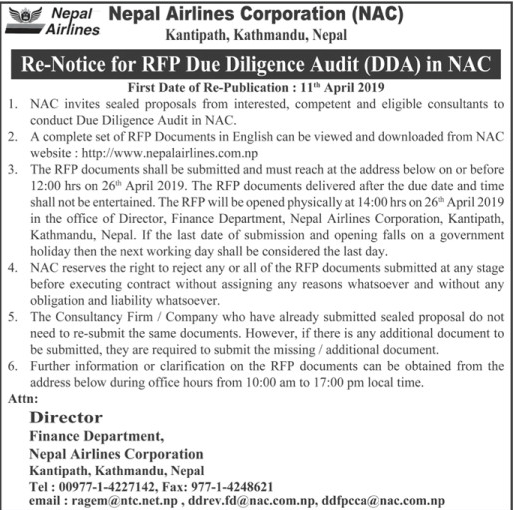 Nepal Airlines
Nepal Airlines Corporation (NAC)
Kantipath, Kathmandu, Nepal
Re-Notice for RFP Due Diligence Audit (DDA) in NAC
First Date of Re-Publication : 11th April 2019
1. NAC invites sealed proposals from interested, competent and eligible consultants to
conduct Due Diligence Audit in NAC.
2. A complete set of RFP Documents in English can be viewed and downloaded from NAC
website : http://www.nepalairlines.com.np
3. The RFP documents shall be submitted and must reach at the address below on or before
12:00 hrs on 26th April 2019. The RFP documents delivered after the due date and time
shall not be entertained. The RFP will be opened physically at 14:00 hrs on 26th April 2019
in the office of Director, Finance Department, Nepal Airlines Corporation, Kantipath,
Kathmandu, Nepal. If the last date of submission and opening falls on a government
holiday then the next working day shall be considered the last day.
4. NAC reserves the right to reject any or all of the RFP documents submitted at any stage
before executing contract without assigning any reasons whatsoever and without any
obligation and liability whatsoever.
5. The Consultancy Firm / Company who have already submitted sealed proposal do not
need to re-submit the same documents. However, if there is any additional document to
be submitted, they are required to submit the missing / additional document.
6. Further information or clarification on the RFP documents can be obtained from the
address below during office hours from 10:00 am to 17:00 pm local time.
Attn:
Director
Finance Department,
Nepal Airlines Corporation
Kantipath, Kathmandu, Nepal
Tel : 00977-1-4227142, Fax: 977-1-4248621
email : ragem@ntc.net.np , ddrev.fd@nac.com.np, ddfpcca@nac.com.np